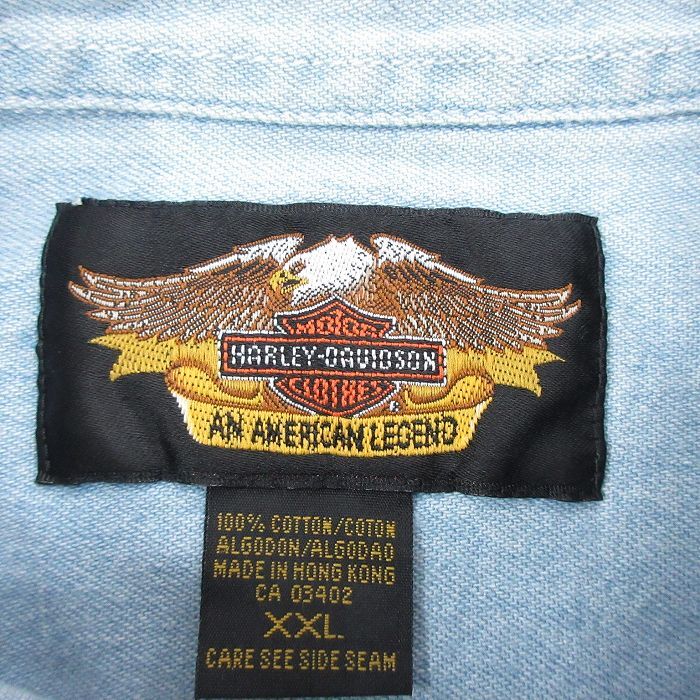 MOTOR
HARLEY-DAVIDSON
CLOTHES
®
AN AMERICAN LEGEND
100% COTTON/COTON
ALGODON/ALGODAO
MADE IN HONG KONG
CA 03402
XXL
CARE SEE SIDE SEAM